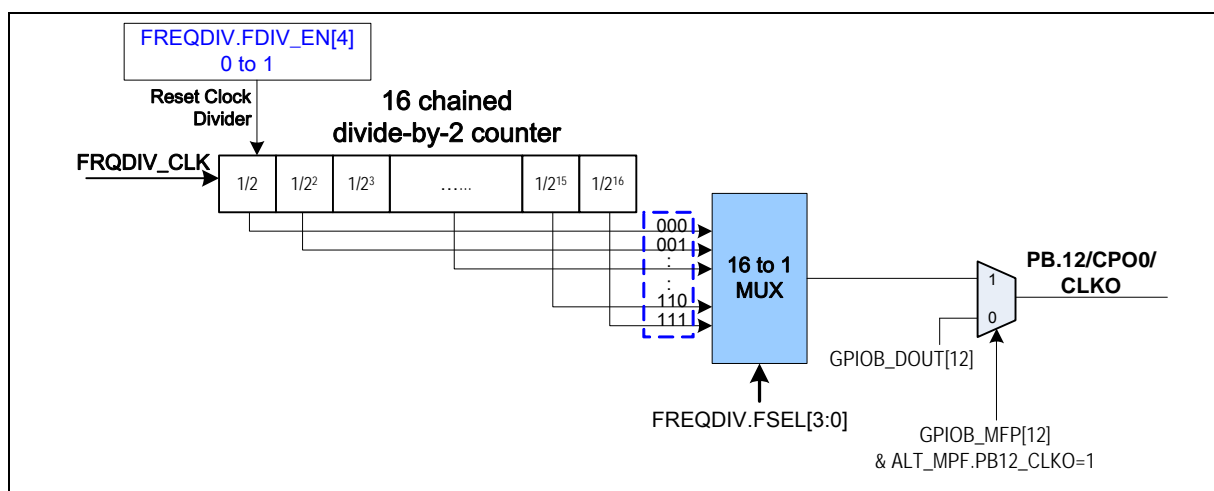 FREQDIV.FDIV_EN[4]
0 to 1
Reset Clock
Divider
16 chained
divide-by-2 counter
FRQDIV_CLK
1/2 1/2² 1/2³ …... 1/2¹⁵ 1/2¹⁶
000
001
:
:
110
111
16 to 1
MUX
FREQDIV.FSEL[3:0]
1
0
PB.12/CPO0/
CLKO
GPIOB_DOUT[12]
GPIOB_MFP[12]
& ALT_MPF.PB12_CLKO=1